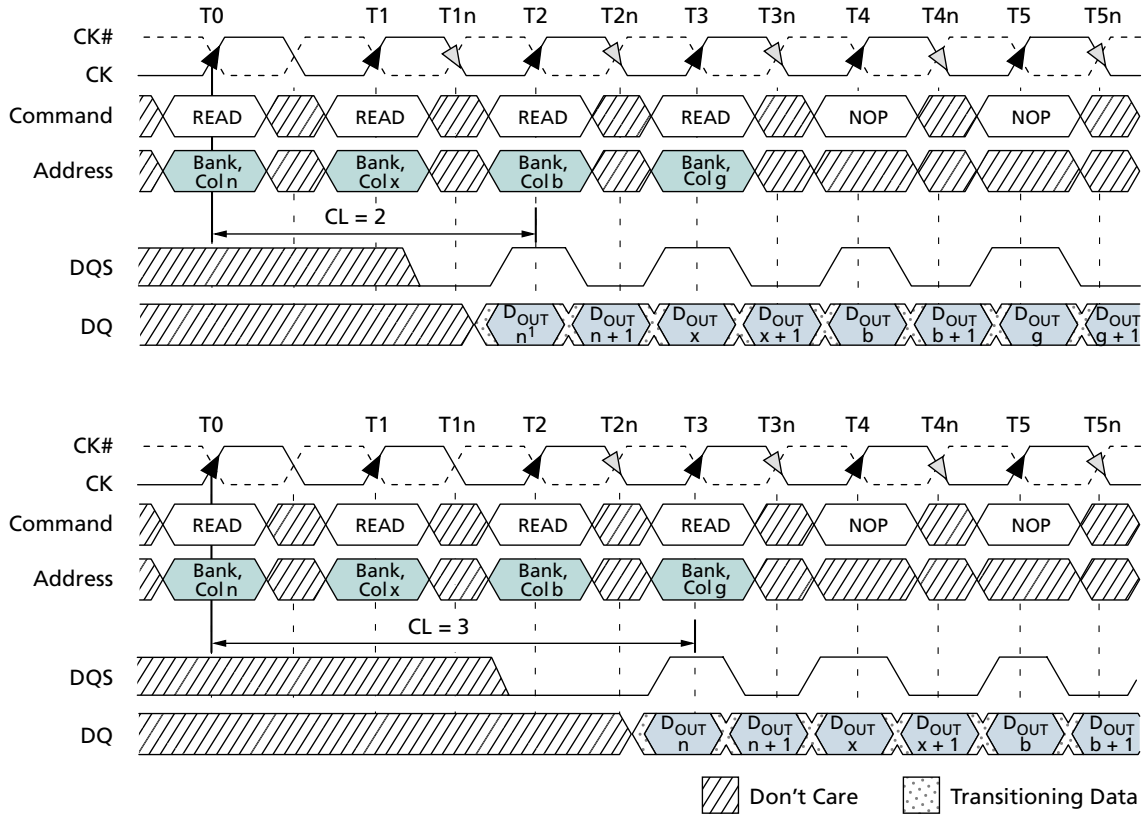 T0 T1 T1n T2 T2n T3 T3n T4 T4n T5 T5n
CK#
CK
Command READ READ READ READ NOP NOP
Address Bank, Col n Bank, Col x Bank, Col b Bank, Col g
CL = 2
DQS
DQ DOUT n1 DOUT n + 1 DOUT x DOUT x + 1 DOUT b DOUT b + 1 DOUT g DOUT g + 1
T0 T1 T1n T2 T2n T3 T3n T4 T4n T5 T5n
CK#
CK
Command READ READ READ READ NOP NOP
Address Bank, Col n Bank, Col x Bank, Col b Bank, Col g
CL = 3
DQS
DQ DOUT n DOUT n + 1 DOUT x DOUT x + 1 DOUT b DOUT b + 1
Don't Care Transitioning Data